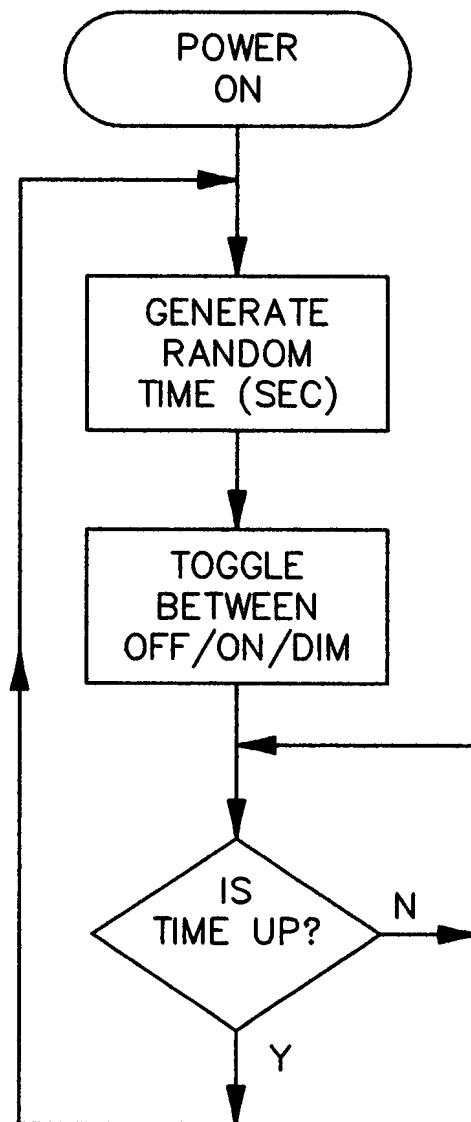 POWER
ON
GENERATE
RANDOM
TIME (SEC)
TOGGLE
BETWEEN
OFF/ON/DIM
IS
TIME UP?
N
Y